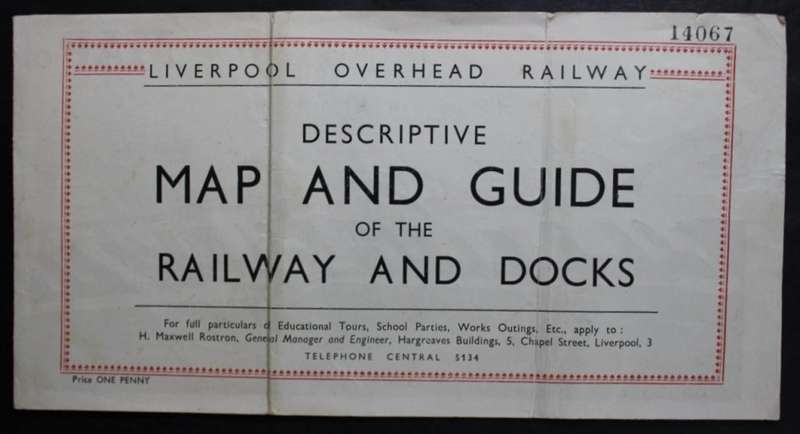 14067
LIVERPOOL OVERHEAD RAILWAY
DESCRIPTIVE
MAP AND GUIDE
OF THE
RAILWAY AND DOCKS
For full particulars of Educational Tours, School Parties, Works Outings, Etc., apply to :
H. Maxwell Rostron, General Manager and Engineer, Hargreaves Buildings, 5, Chapel Street, Liverpool, 3
TELEPHONE CENTRAL 5134
Price ONE PENNY